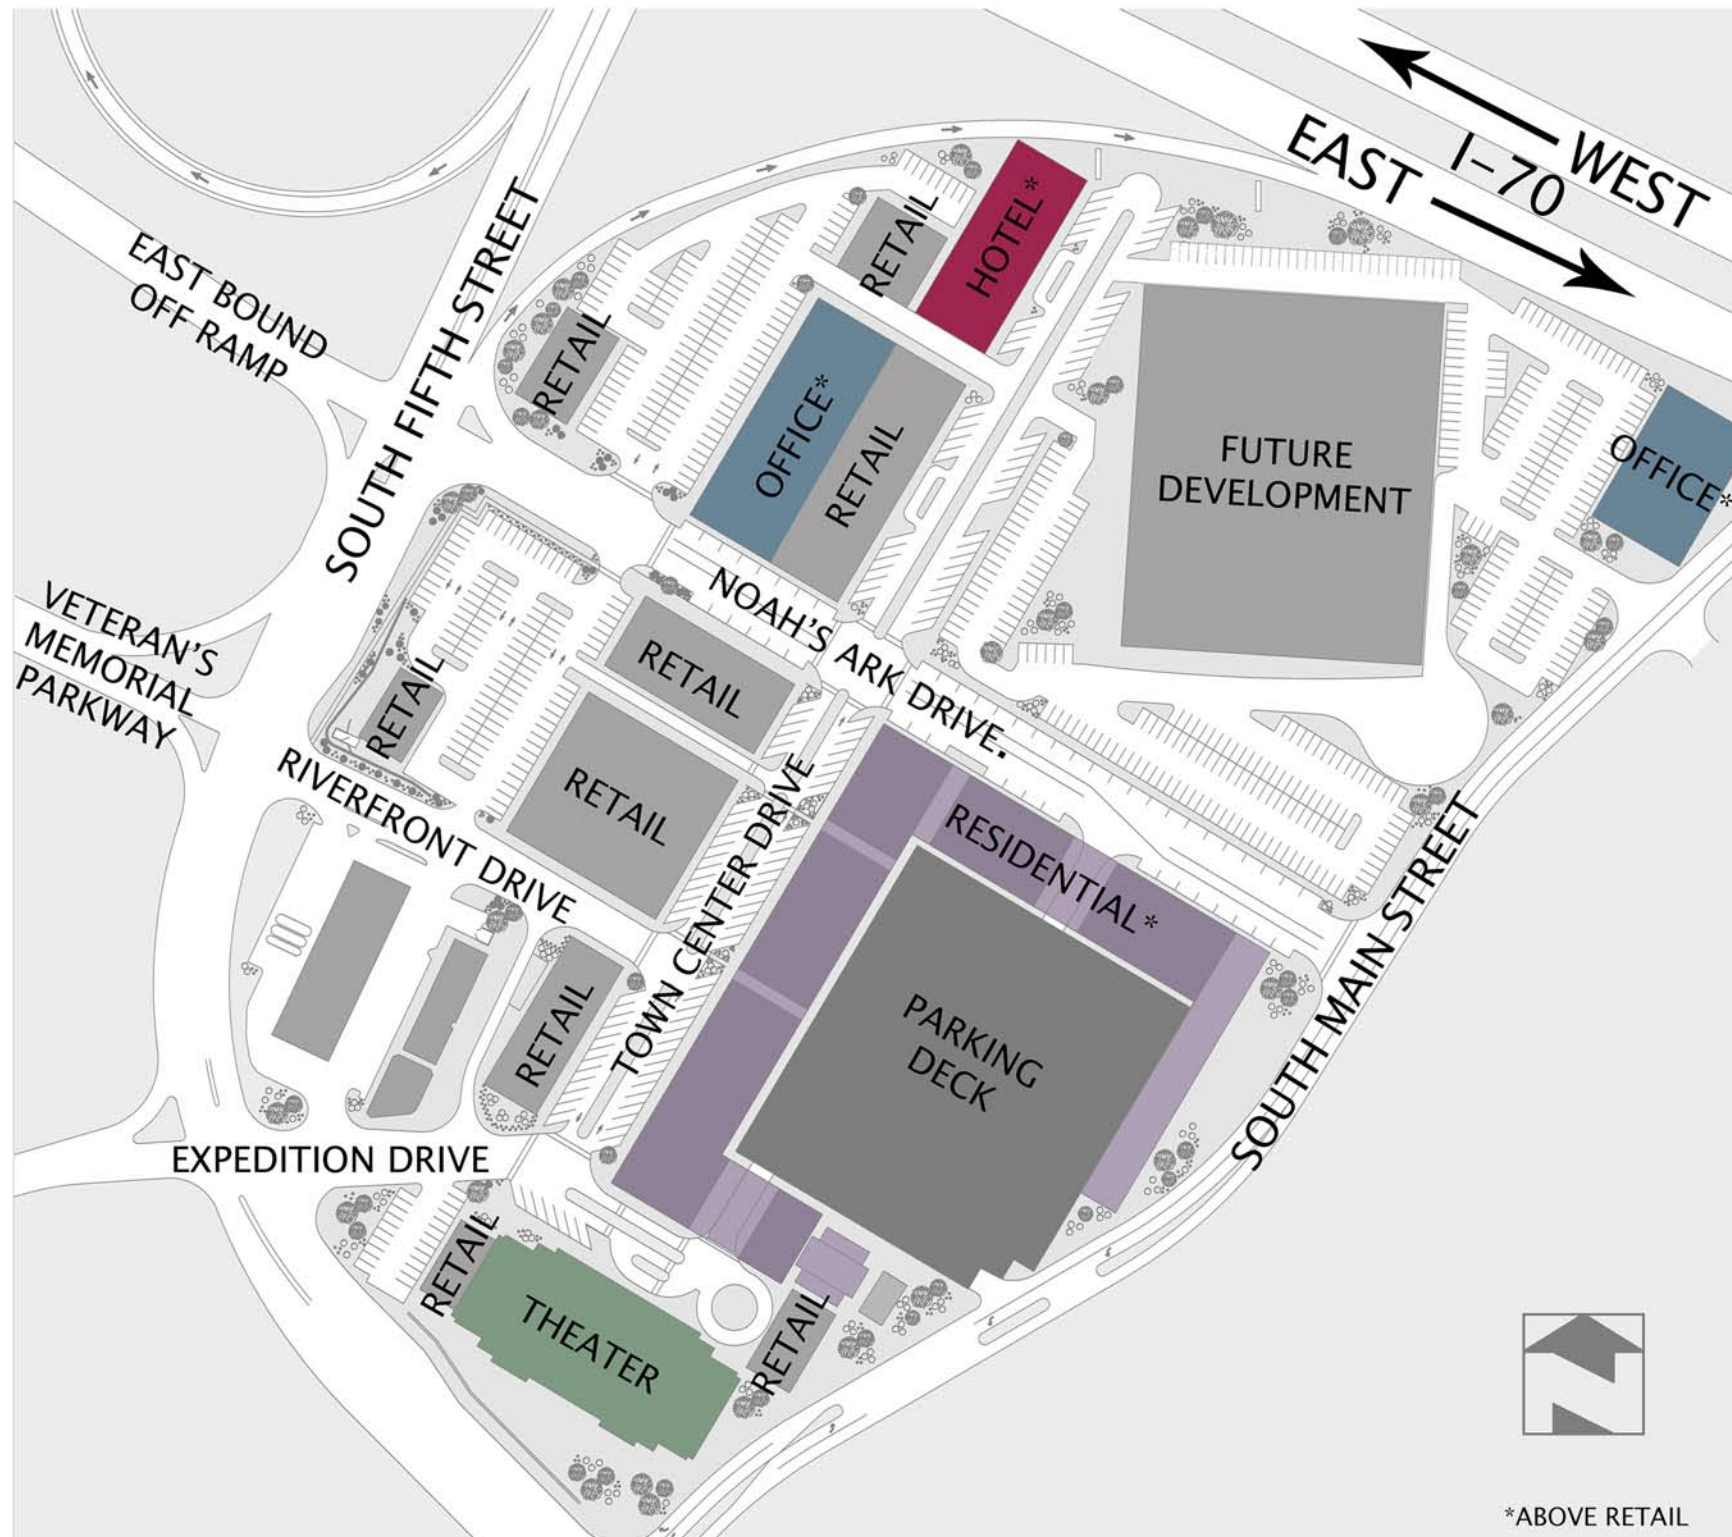 WEST
I-70
EAST
SOUTH FIFTH STREET
EAST BOUND
OFF RAMP
HOTEL*
RETAIL
RETAIL
OFFICE*
RETAIL
FUTURE
DEVELOPMENT
OFFICE*
NOAH'S ARK DRIVE.
VETERAN'S
MEMORIAL
PARKWAY
RETAIL
RETAIL
RETAIL
RIVERFRONT DRIVE
TOWN CENTER DRIVE
RESIDENTIAL*
SOUTH MAIN STREET
RETAIL
PARKING
DECK
EXPEDITION DRIVE
RETAIL
THEATER
RETAIL
N
*ABOVE RETAIL